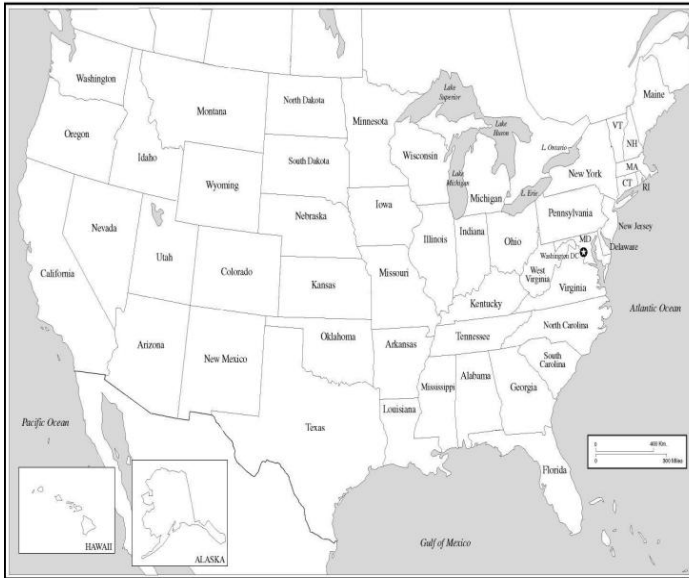 Washington
Montana
North Dakota
Minnesota
Lake
Superior
Maine
Oregon
Idaho
South Dakota
Wisconsin
Lake
Huron
L. Ontario
VT
NH
Wyoming
Lake
Michigan
Michigan
L. Erie
New York
MA
CT
RI
Nevada
Nebraska
Iowa
Pennsylvania
New Jersey
California
Utah
Colorado
Illinois
Indiana
Ohio
MD
Washington DC
Delaware
Kansas
Missouri
West
Virginia
Virginia
Kentucky
Atlantic Ocean
Arizona
New Mexico
Oklahoma
Arkansas
Tennessee
North Carolina
South
Carolina
Mississippi
Alabama
Georgia
Pacific Ocean
Texas
Louisiana
Florida
0
400 Km.
0
HAWAII
ALASKA
Gulf of Mexico